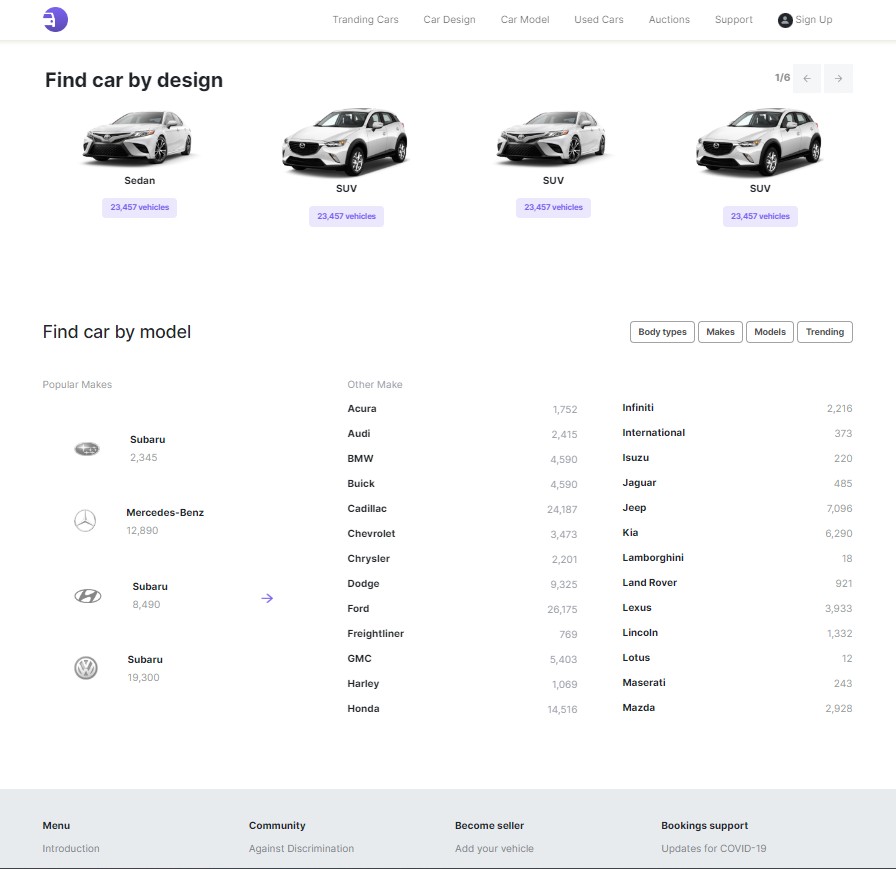 Tranding Cars Car Design Car Model Used Cars Auctions Support Sign Up
Find car by design 1/6
Sedan SUV SUV SUV
23,457 vehicles 23,457 vehicles 23,457 vehicles 23,457 vehicles
Find car by model Body types Makes Models Trending
Popular Makes
Subaru
2,345
Mercedes-Benz
12,890
Subaru
8,490
Subaru
19,300
Other Make
Acura 1,752
Audi 2,415
BMW 4,590
Buick 4,590
Cadillac 24,187
Chevrolet 3,473
Chrysler 2,201
Dodge 9,325
Ford 26,175
Freightliner 769
GMC 5,403
Harley 1,069
Honda 14,516
Infiniti 2,216
International 373
Isuzu 220
Jaguar 485
Jeep 7,096
Kia 6,290
Lamborghini 18
Land Rover 921
Lexus 3,933
Lincoln 1,332
Lotus 12
Maserati 243
Mazda 2,928
Menu Community Become seller Bookings support
Introduction Against Discrimination Add your vehicle Updates for COVID-19